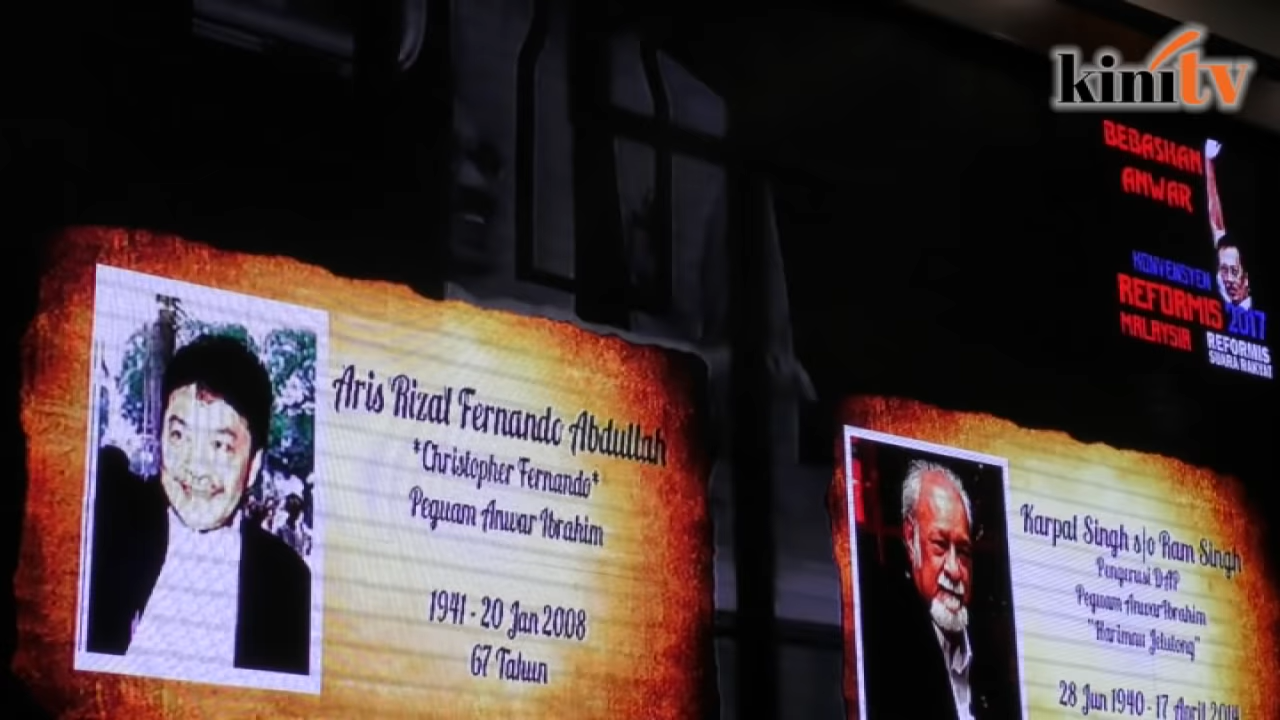 kinitv
BEBASKAN
ANWAR
KONVENSYEN
REFORMIS 2017
MALAYSIA
REFORMIS
SUARA RAKYAT
Aris Rizal Fernando Abdullah
*Christopher Fernando*
Peguam Anwar Ibrahim
1941 - 20 Jan 2008
67 Tahun
Karpal Singh s/o Ram Singh
Pengerusi DAP
Peguam Anwar Ibrahim
"Harimau Jelutong"
28 Jun 1940 - 17 April